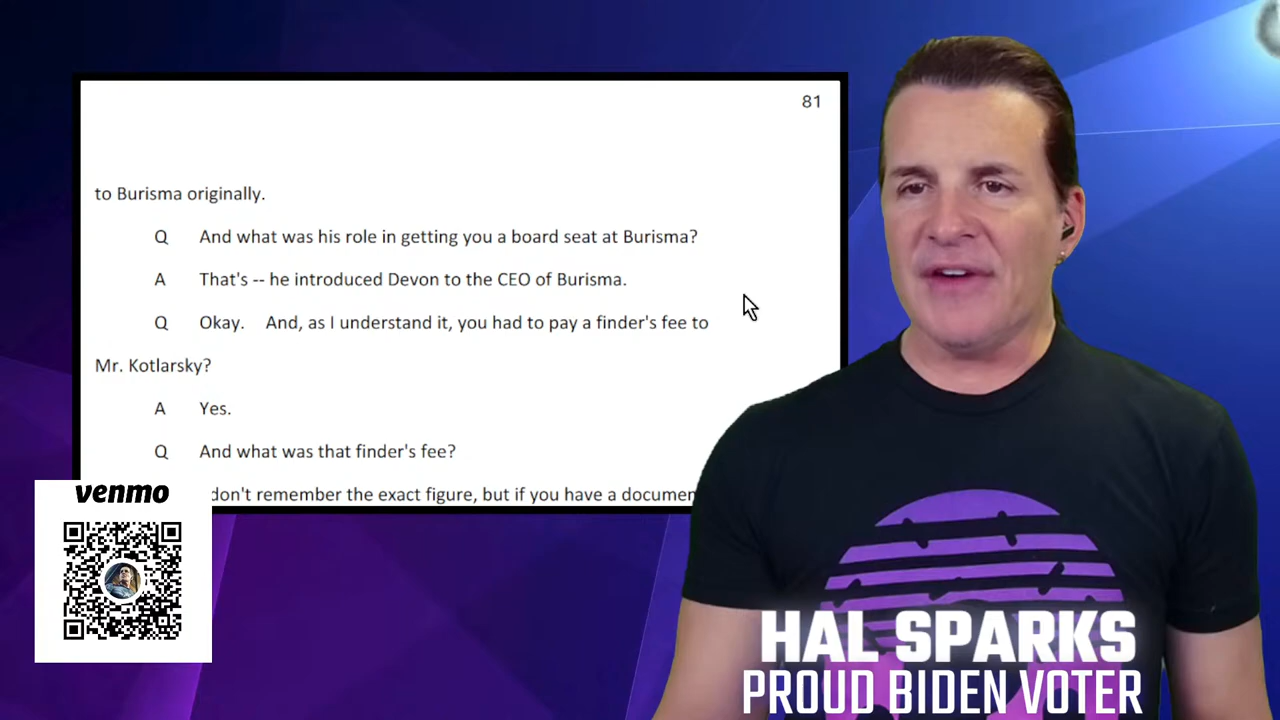 81
to Burisma originally.
Q And what was his role in getting you a board seat at Burisma?
A That's -- he introduced Devon to the CEO of Burisma.
Q Okay. And, as I understand it, you had to pay a finder's fee to
Mr. Kotlarsky?
A Yes.
Q And what was that finder's fee?
don't remember the exact figure, but if you have a documen
venmo
HAL SPARKS
PROUD BIDEN VOTER